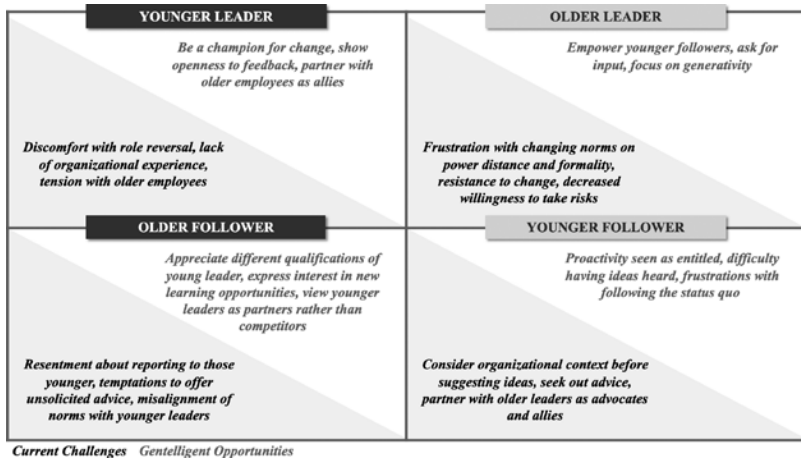 YOUNGER LEADER
Be a champion for change, show
openness to feedback, partner with
older employees as allies
Discomfort with role reversal, lack
of organizational experience,
tension with older employees
OLDER LEADER
Empower younger followers, ask for
input, focus on generativity
Frustration with changing norms on
power distance and formality,
resistance to change, decreased
willingness to take risks
OLDER FOLLOWER
Appreciate different qualifications of
young leader, express interest in new
learning opportunities, view younger
leaders as partners rather than
competitors
Resentment about reporting to those
younger, temptations to offer
unsolicited advice, misalignment of
norms with younger leaders
YOUNGER FOLLOWER
Proactivity seen as entitled, difficulty
having ideas heard, frustrations with
following the status quo
Consider organizational context before
suggesting ideas, seek out advice,
partner with older leaders as advocates
and allies
Current Challenges Gentelligent Opportunities